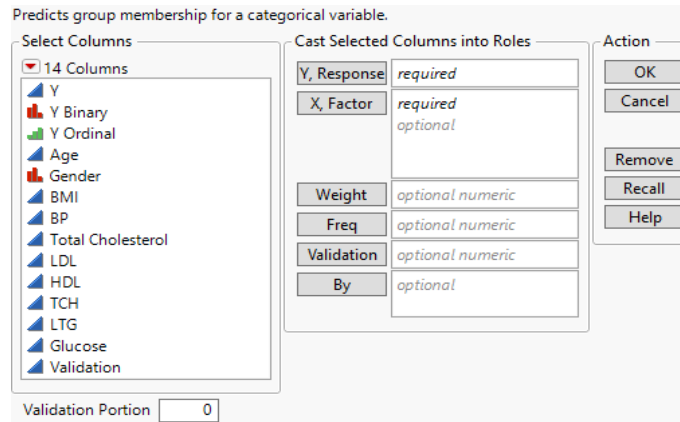 Predicts group membership for a categorical variable.
Select Columns
14 Columns
Y
Y Binary
Y Ordinal
Age
Gender
BMI
BP
Total Cholesterol
LDL
HDL
TCH
LTG
Glucose
Validation
Validation Portion 0
Cast Selected Columns into Roles
Y, Response required
X, Factor required
optional
Weight optional numeric
Freq optional numeric
Validation optional numeric
By optional
Action
OK
Cancel
Remove
Recall
Help